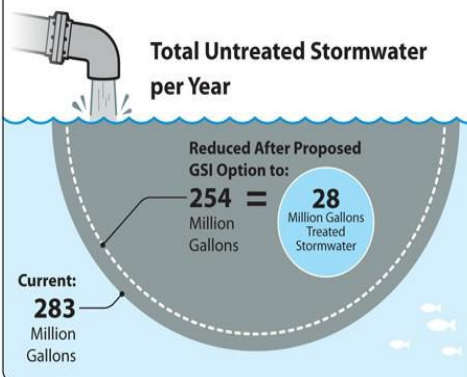 Total Untreated Stormwater
per Year
Reduced After Proposed
GSI Option to:
254
Million
Gallons
=
28
Million Gallons
Treated
Stormwater
Current:
283
Million
Gallons